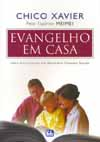 CHICO XAVIER
Pelo Espírito MEIMEI
EVANGELHO
EM CASA